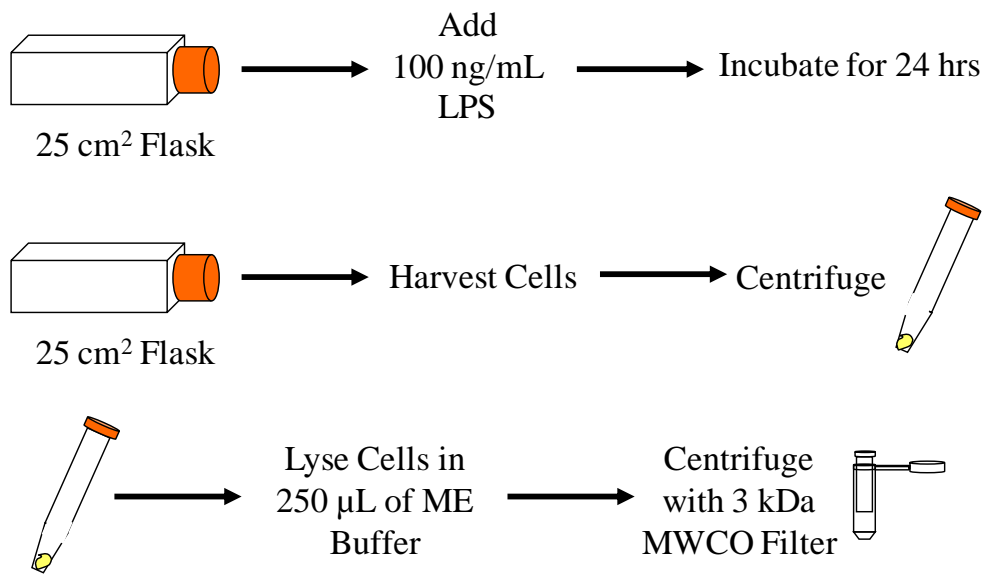 Add
100 ng/mL
LPS
Incubate for 24 hrs
25 cm² Flask
Harvest Cells
Centrifuge
25 cm² Flask
Lyse Cells in
250 μL of ME
Buffer
Centrifuge
with 3 kDa
MWCO Filter